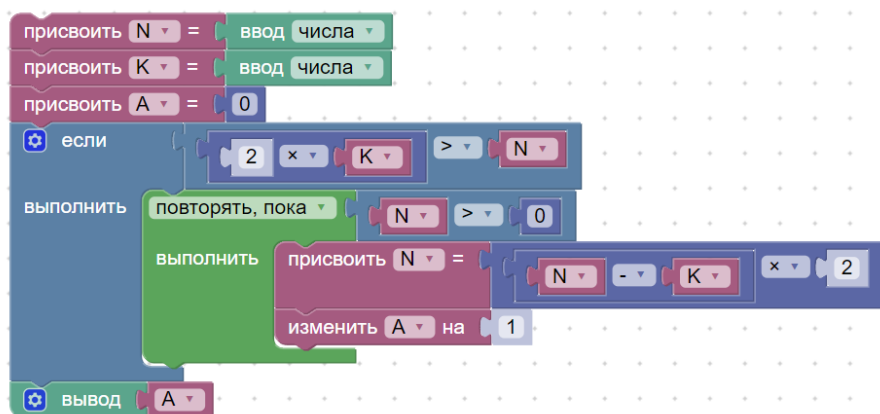 присвоить N = ввод числа
присвоить K = ввод числа
присвоить A = 0
если 2 × K > N
выполнить повторять, пока N > 0
выполнить присвоить N = N - K × 2
изменить A на 1
вывод A